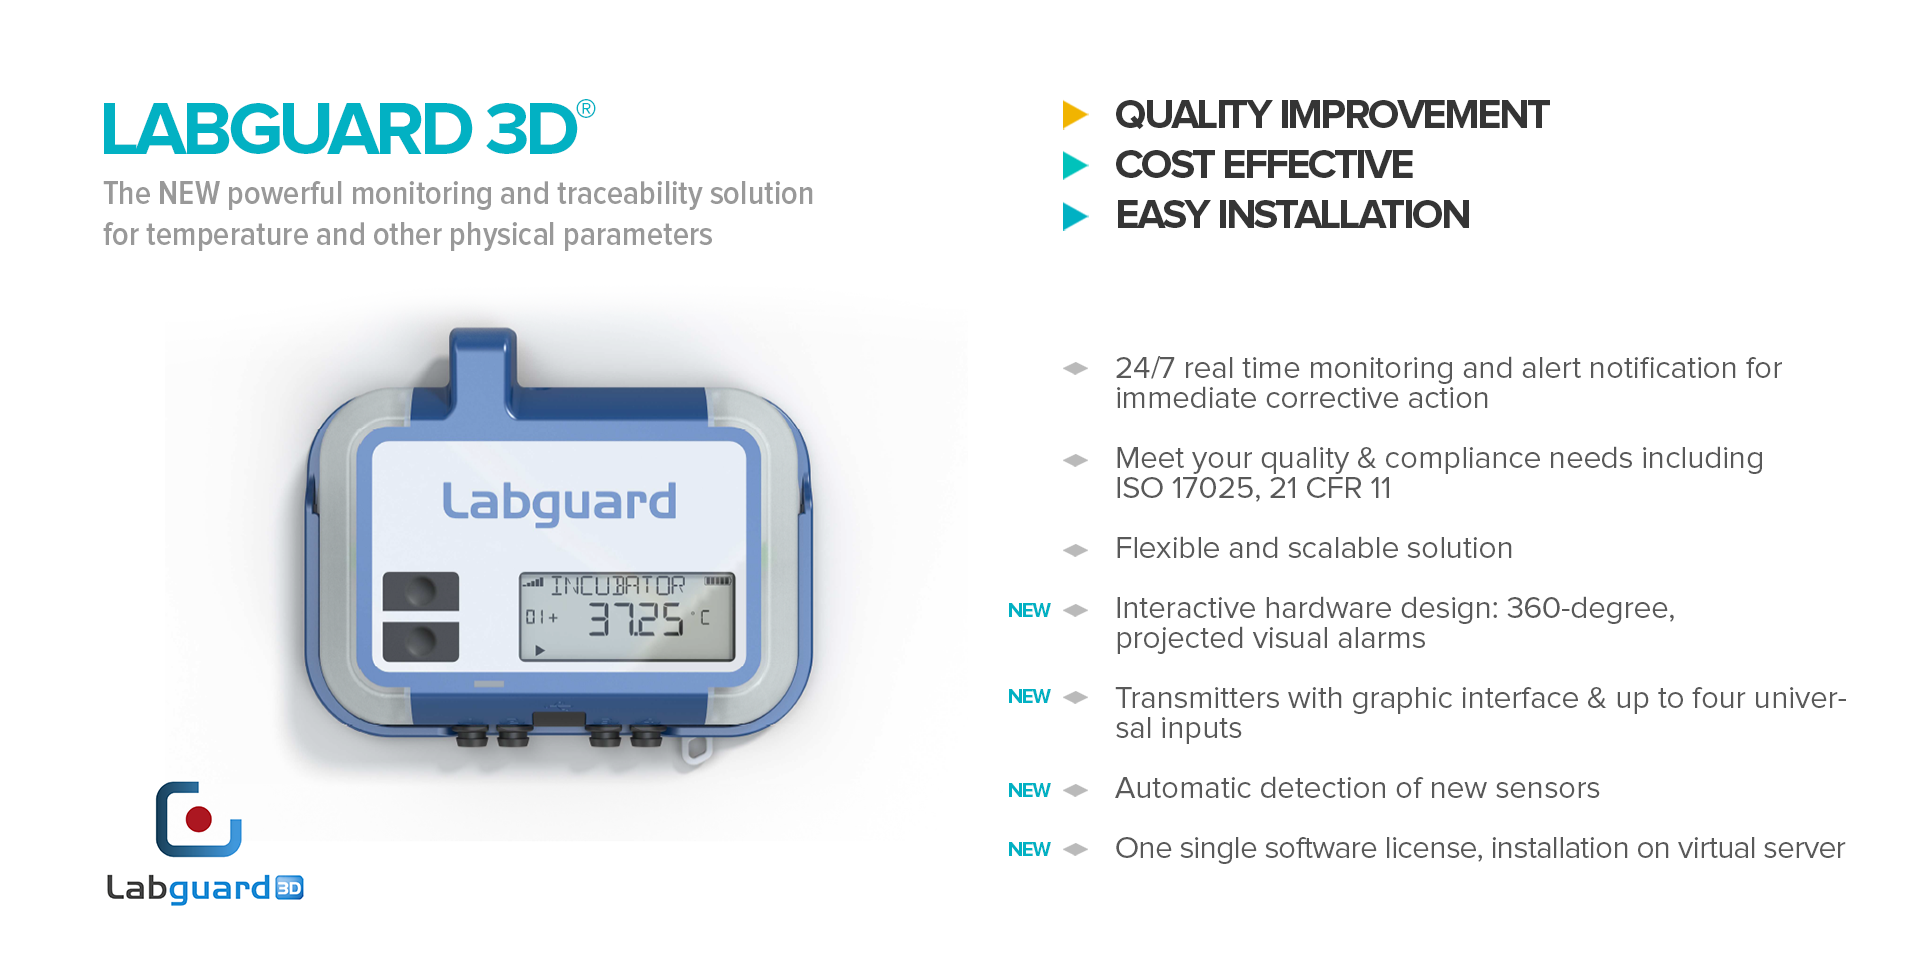 LABGUARD 3D®
The NEW powerful monitoring and traceability solution
for temperature and other physical parameters
Labguard
INCUBATOR
01+ 37.25 °C
Labguard 3D
QUALITY IMPROVEMENT
COST EFFECTIVE
EASY INSTALLATION
24/7 real time monitoring and alert notification for
immediate corrective action
Meet your quality & compliance needs including
ISO 17025, 21 CFR 11
Flexible and scalable solution
NEW Interactive hardware design: 360-degree,
projected visual alarms
NEW Transmitters with graphic interface & up to four univer-
sal inputs
NEW Automatic detection of new sensors
NEW One single software license, installation on virtual server